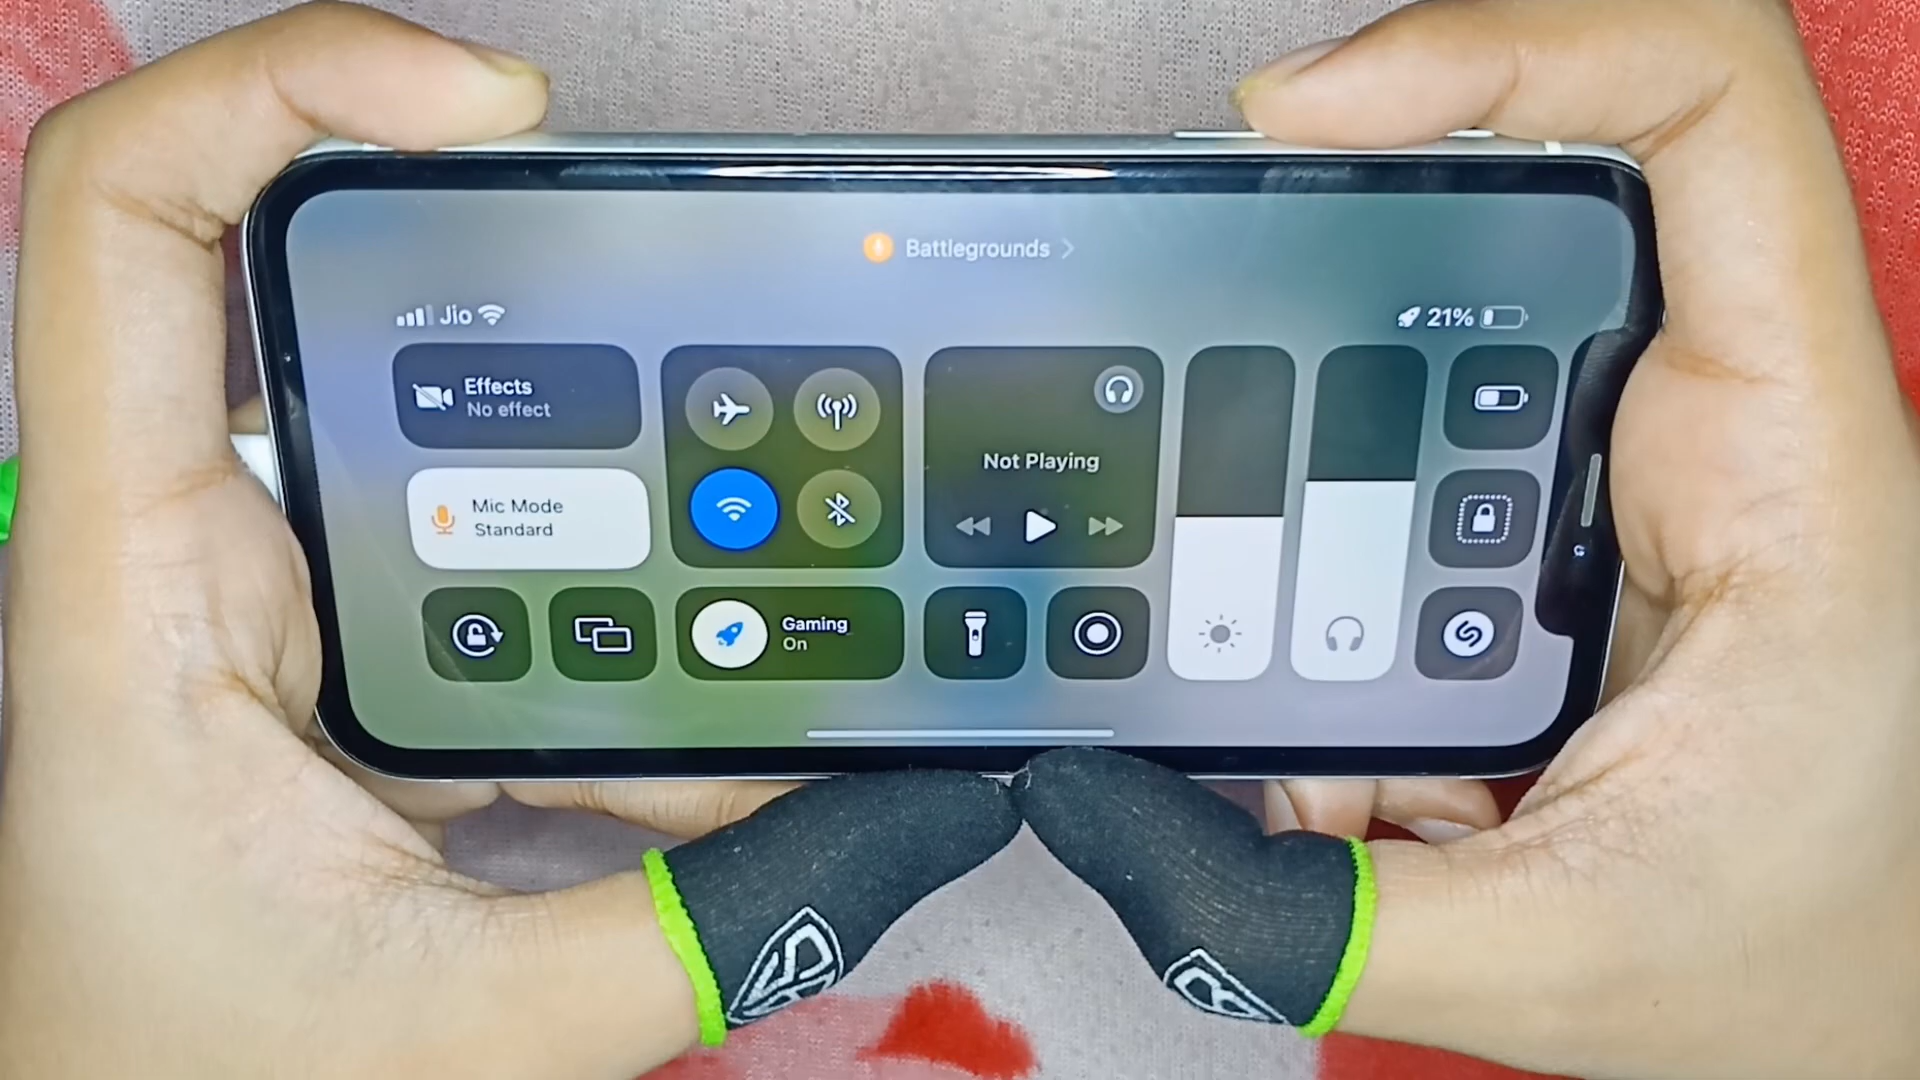 Battlegrounds
Jio
21%
Effects
No effect
Mic Mode
Standard
Not Playing
Gaming
On